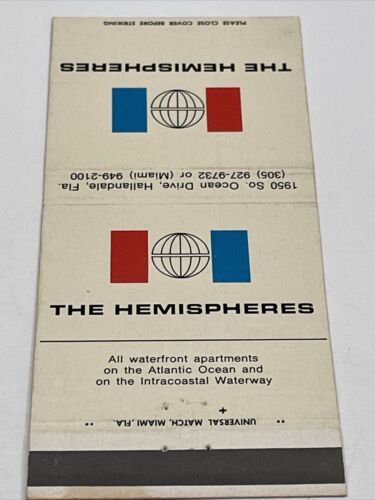 PLEASE CLOSE COVER BEFORE STRIKING
THE HEMISPHERES
1950 So. Ocean Drive, Hallandale, Fla.
(305) 927-9732 or (Miami) 949-2100
THE HEMISPHERES
All waterfront apartments
on the Atlantic Ocean and
on the Intracoastal Waterway
UNIVERSAL MATCH, MIAMI, FLA.